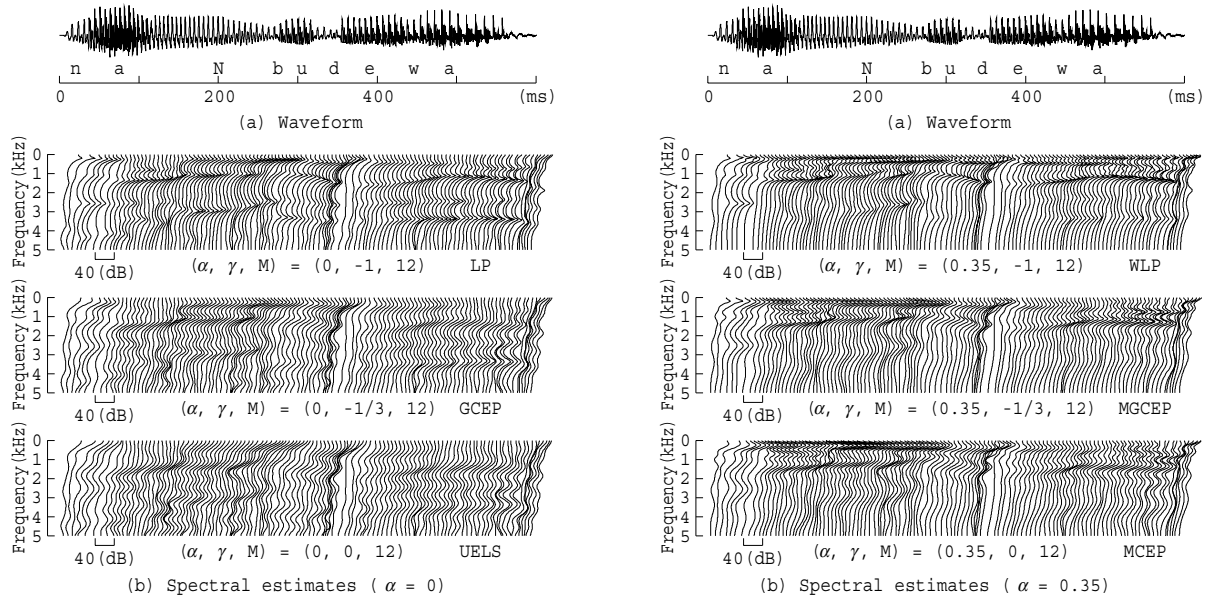 n a N b u d e w a
0 200 400 (ms)
(a) Waveform
Frequency(kHz)
0
1
2
3
4
5
40(dB)
(α, γ, M) = (0, -1, 12) LP
Frequency(kHz)
0
1
2
3
4
5
40(dB)
(α, γ, M) = (0, -1/3, 12) GCEP
Frequency(kHz)
0
1
2
3
4
5
40(dB)
(α, γ, M) = (0, 0, 12) UELS
(b) Spectral estimates ( α = 0)
n a N b u d e w a
0 200 400 (ms)
(a) Waveform
Frequency(kHz)
0
1
2
3
4
5
40(dB)
(α, γ, M) = (0.35, -1, 12) WLP
Frequency(kHz)
0
1
2
3
4
5
40(dB)
(α, γ, M) = (0.35, -1/3, 12) MGCEP
Frequency(kHz)
0
1
2
3
4
5
40(dB)
(α, γ, M) = (0.35, 0, 12) MCEP
(b) Spectral estimates ( α = 0.35)